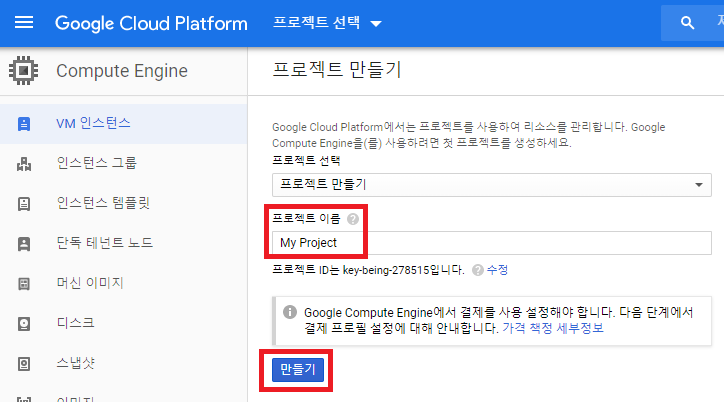 Google Cloud Platform
프로젝트 선택
Compute Engine
프로젝트 만들기
VM 인스턴스
인스턴스 그룹
인스턴스 템플릿
단독 테넌트 노드
머신 이미지
디스크
스냅샷
이미지
Google Cloud Platform에서는 프로젝트를 사용하여 리소스를 관리합니다. Google
Compute Engine을(를) 사용하려면 첫 프로젝트를 생성하세요.
프로젝트 선택
프로젝트 만들기
프로젝트 이름
My Project
프로젝트 ID는 key-being-278515입니다. 수정
Google Compute Engine에서 결제를 사용 설정해야 합니다. 다음 단계에서
결제 프로필 설정에 대해 안내합니다. 가격 책정 세부정보
만들기